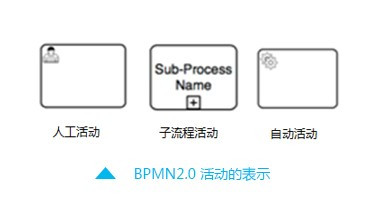 Sub-Process
Name
人工活动
子流程活动
自动活动
BPMN2.0 活动的表示